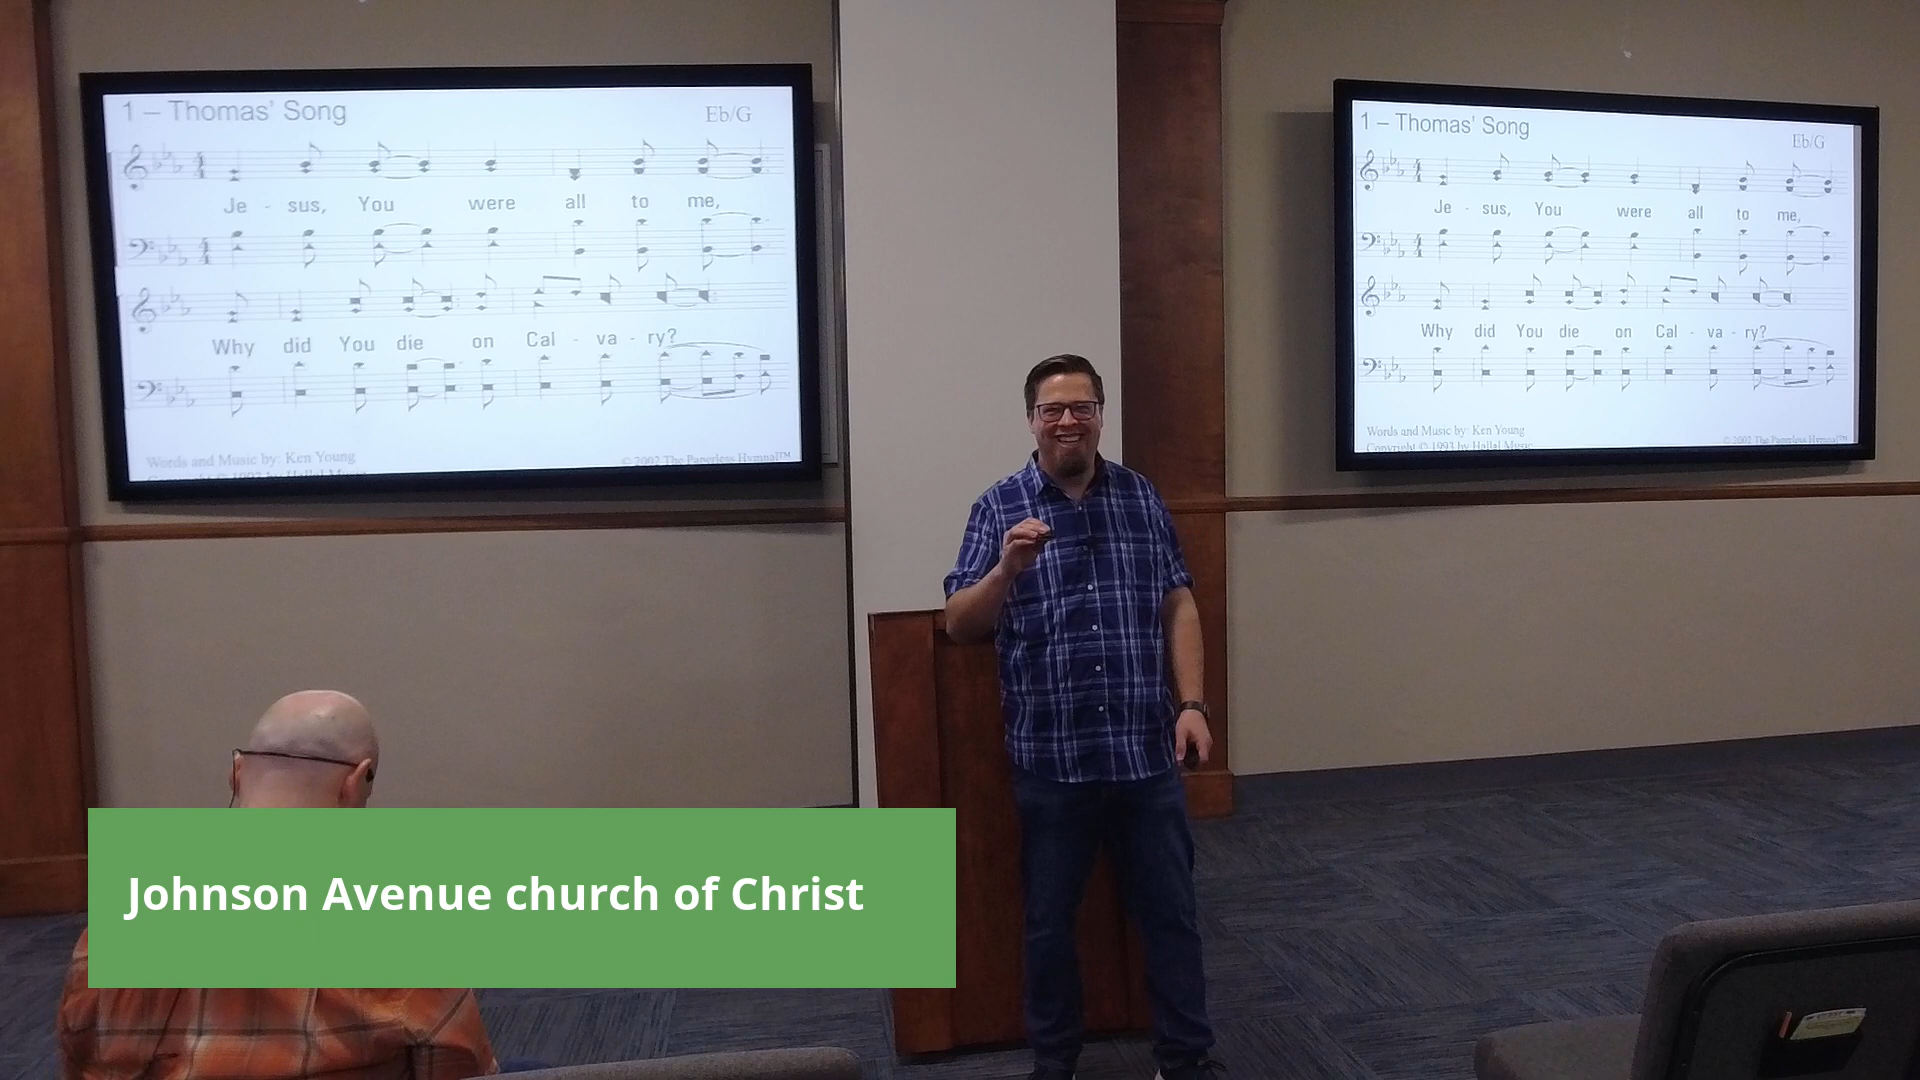 1 – Thomas' Song
Eb/G
Je - sus, You were all to me,
Why did You die on Cal - va - ry?
Words and Music by: Ken Young
© 2002 The Paperless Hymnal™
1 – Thomas' Song
Eb/G
Je - sus, You were all to me,
Why did You die on Cal - va - ry?
Words and Music by: Ken Young
Copyright © 1993 by Hallal Music
© 2002 The Paperless Hymnal™
Johnson Avenue church of Christ